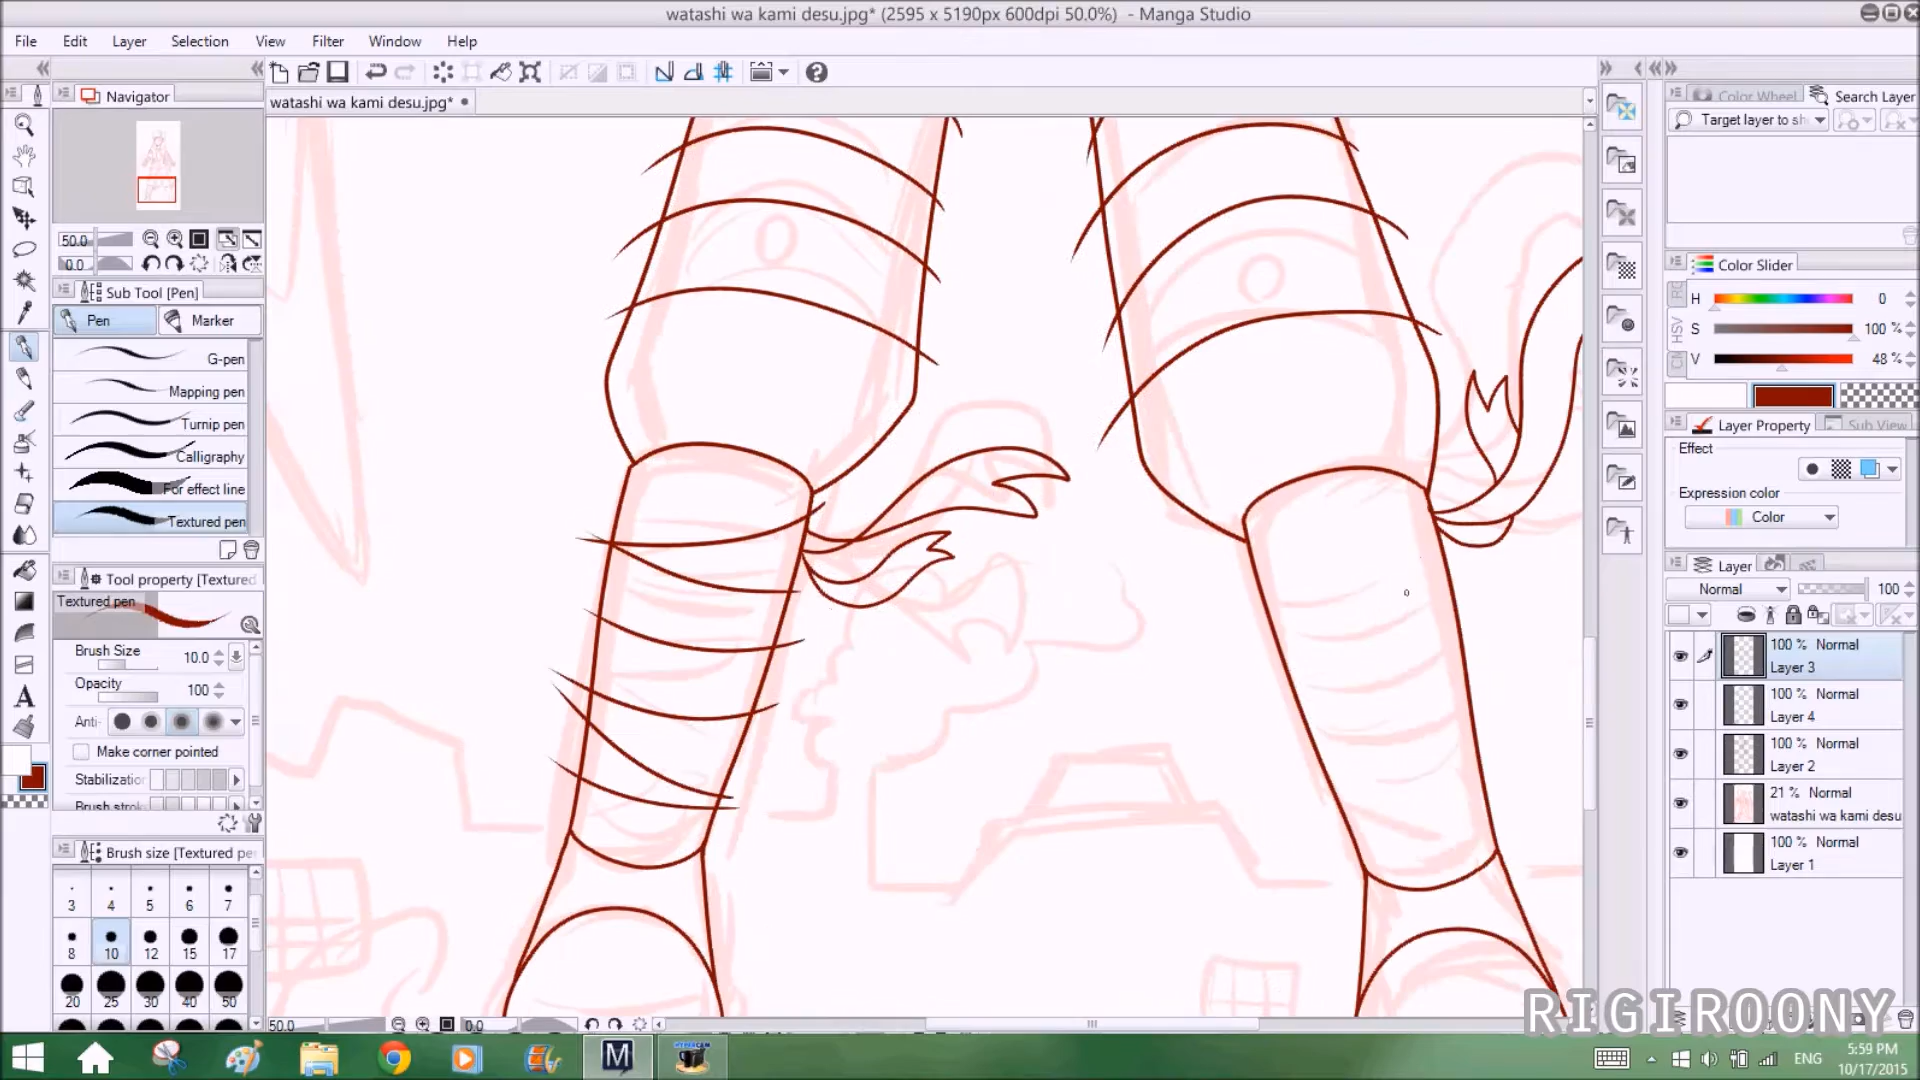 watashi wa kami desu.jpg* (2595 x 5190px 600dpi 50.0%) - Manga Studio
File Edit Layer Selection View Filter Window Help
watashi wa kami desu.jpg*
Navigator
50.0
0.0
Sub Tool [Pen]
Pen Marker
G-pen
Mapping pen
Turnip pen
Calligraphy
For effect line
Textured pen
Tool property [Textured
Textured pen
Brush Size 10.0
Opacity 100
Anti-
Make corner pointed
Stabilization
Brush size [Textured pe
3 4 5 6 7
8 10 12 15 17
20 25 30 40 50
50.0 0.0
Color Wheel Search Layer
Target layer to sh
Color Slider
HSV
H 0
S 100 %
V 48 %
Layer Property Sub View
Effect
Expression color
Color
Layer
Normal 100
100 % Normal
Layer 3
100 % Normal
Layer 4
100 % Normal
Layer 2
21 % Normal
watashi wa kami desu
100 % Normal
Layer 1
RIGIROONY
ENG
5:59 PM
10/17/2015